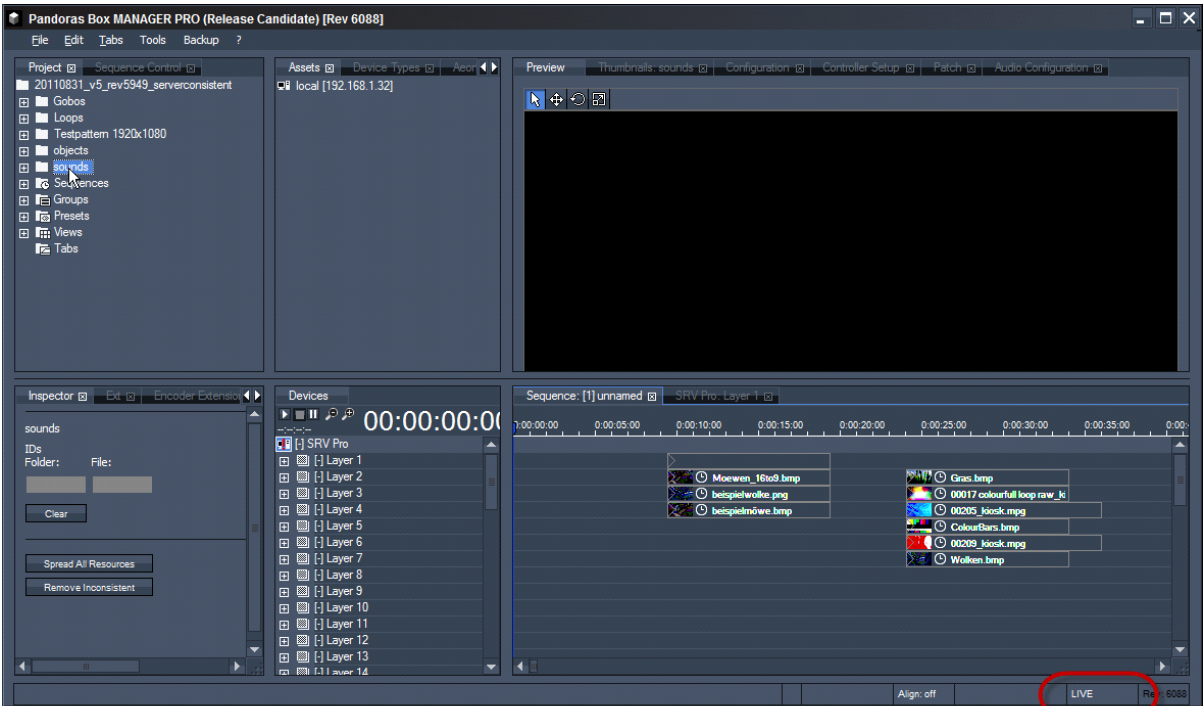 Pandoras Box MANAGER PRO (Release Candidate) [Rev 6088]
File Edit Tabs Tools Backup ?
Project Sequence Control
20110831_v5_rev5949_serverconsistent
Gobos
Loops
Testpattern 1920x1080
objects
sounds
Sequences
Groups
Presets
Views
Tabs
Assets Device Types Aeon
local [192.168.1.32]
Preview Thumbnails: sounds Configuration Controller Setup Patch Audio Configuration
Inspector Ext Encoder Extension
sounds
IDs
Folder: File:
Clear
Spread All Resources
Remove Inconsistent
Devices
--:--:--:-- 00:00:00:0
[-] SRV Pro
[-] Layer 1
[-] Layer 2
[-] Layer 3
[-] Layer 4
[-] Layer 5
[-] Layer 6
[-] Layer 7
[-] Layer 8
[-] Layer 9
[-] Layer 10
[-] Layer 11
[-] Layer 12
[-] Layer 13
[-] Layer 14
Sequence: [1] unnamed SRV Pro: Layer 1
0:00:00:00 0:00:05:00 0:00:10:00 0:00:15:00 0:00:20:00 0:00:25:00 0:00:30:00 0:00:35:00 0:00:
Moewen_16to9.bmp Gras.bmp
beispielwolke.png 00017 colourfull loop raw_ki
beispielmöwe.bmp 00205_kiosk.mpg
ColourBars.bmp
00209_kiosk.mpg
Wolken.bmp
Align: off LIVE Rev: 6088